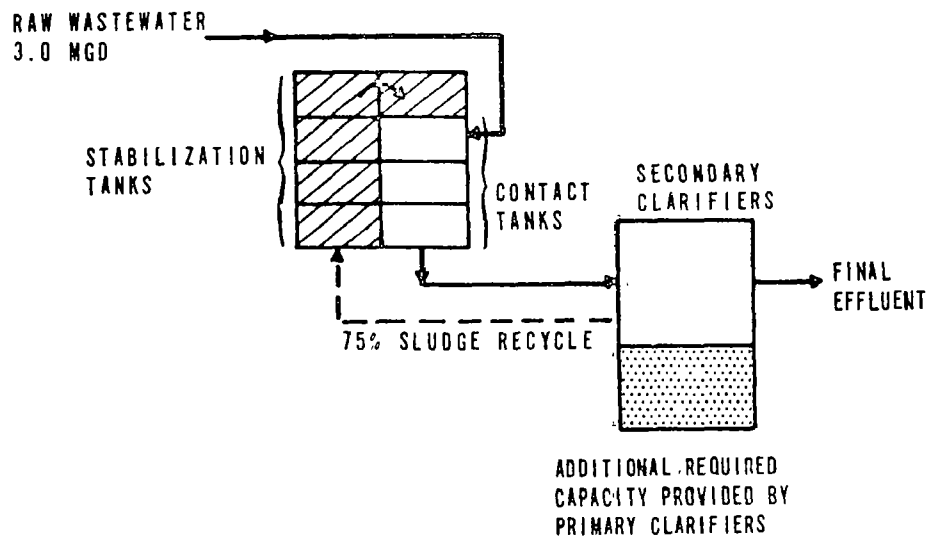 RAW WASTEWATER
3.0 MGD
STABILIZATION
TANKS
CONTACT
TANKS
SECONDARY
CLARIFIERS
FINAL
EFFLUENT
75% SLUDGE RECYCLE
ADDITIONAL REQUIRED
CAPACITY PROVIDED BY
PRIMARY CLARIFIERS